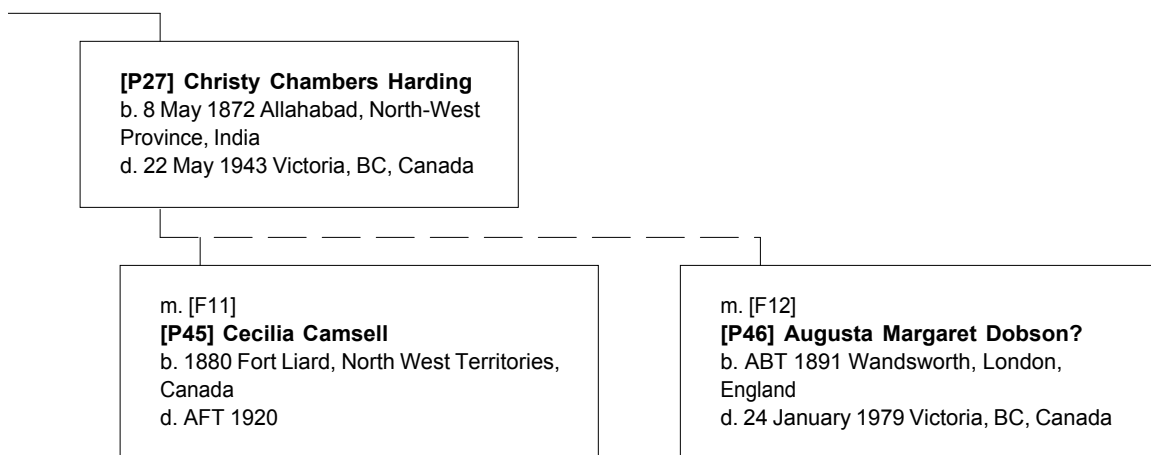 [P27] Christy Chambers Harding
b. 8 May 1872 Allahabad, North-West
Province, India
d. 22 May 1943 Victoria, BC, Canada
m. [F11]
[P45] Cecilia Camsell
b. 1880 Fort Liard, North West Territories,
Canada
d. AFT 1920
m. [F12]
[P46] Augusta Margaret Dobson?
b. ABT 1891 Wandsworth, London,
England
d. 24 January 1979 Victoria, BC, Canada